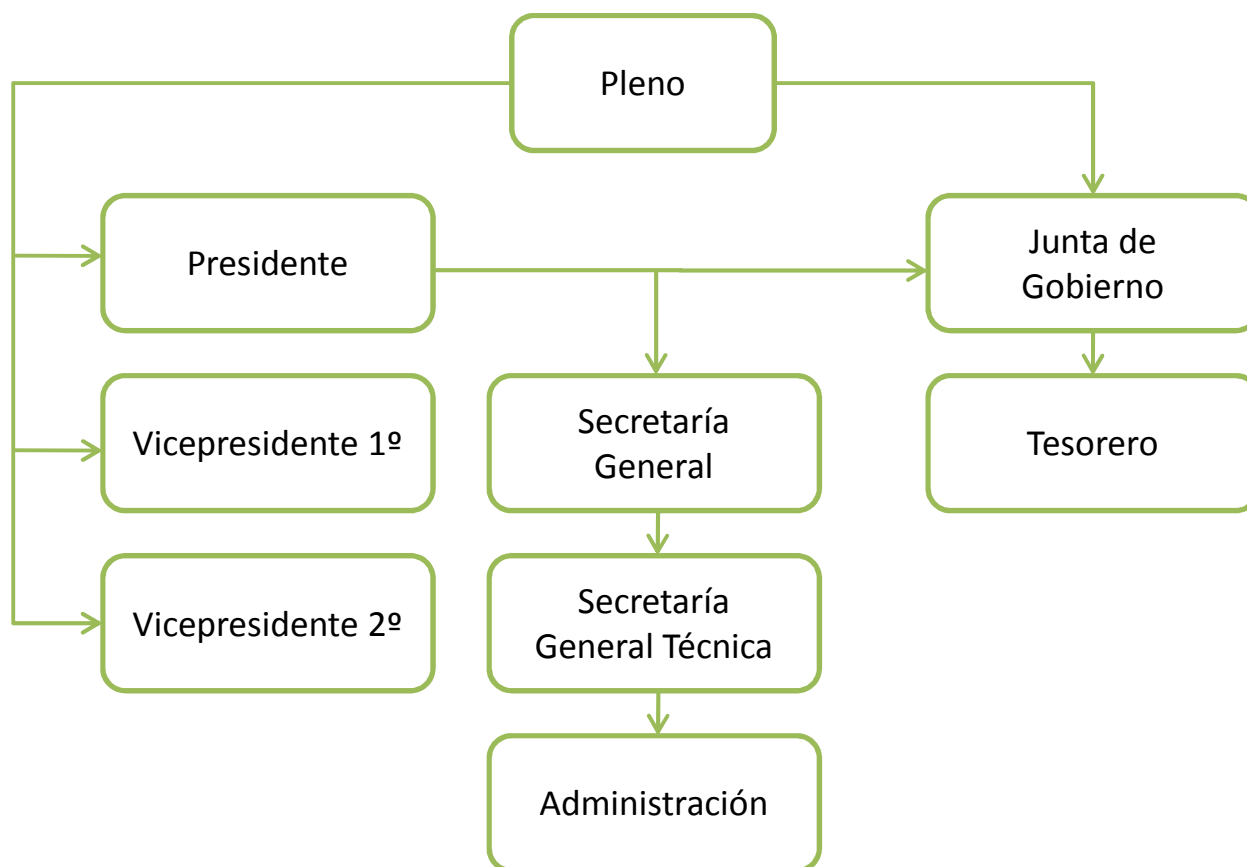 Pleno
Presidente
Junta de
Gobierno
Vicepresidente 1º
Secretaría
General
Tesorero
Vicepresidente 2º
Secretaría
General Técnica
Administración